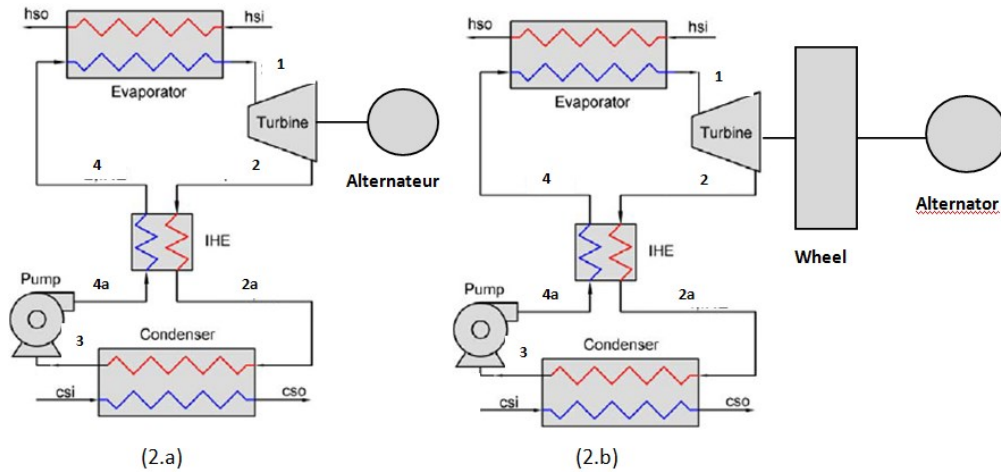 hso
hsi
Evaporator
1
Turbine
Alternateur
4
2
IHE
Pump
4a
2a
3
Condenser
csi
cso
(2.a)
hso
hsi
Evaporator
1
Turbine
Alternator
Wheel
4
2
IHE
Pump
4a
2a
3
Condenser
csi
cso
(2.b)